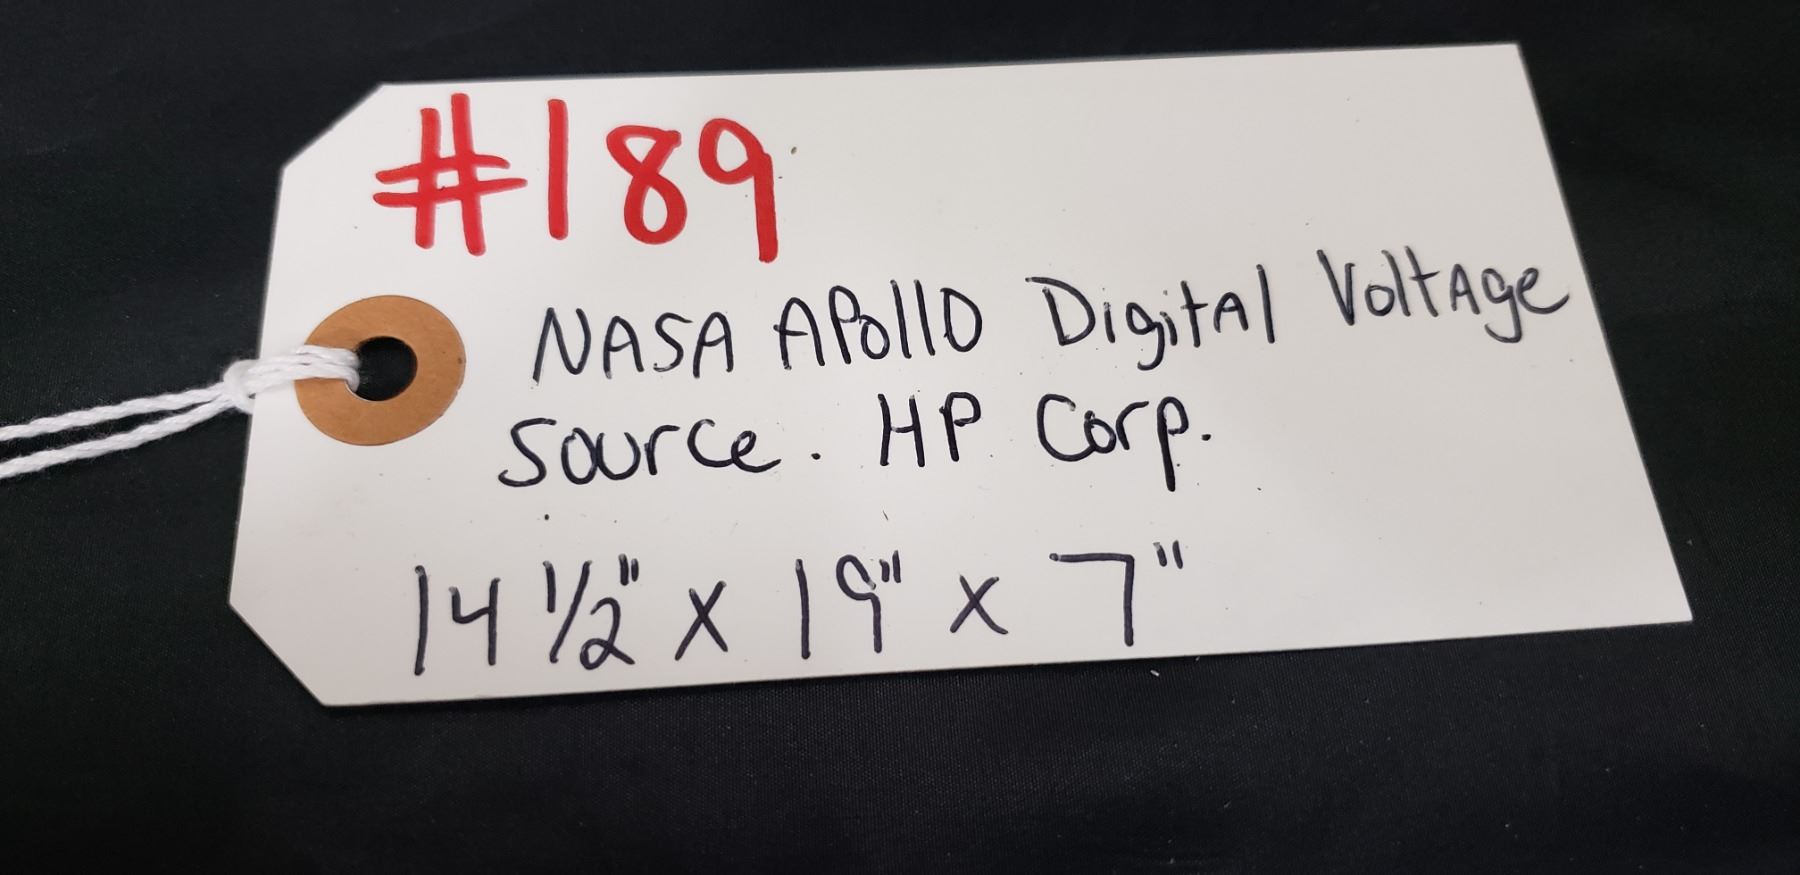 #189
NASA APollO DigitAl VoltAge
Source. HP Corp.
14 1/2" x 19" x 7"